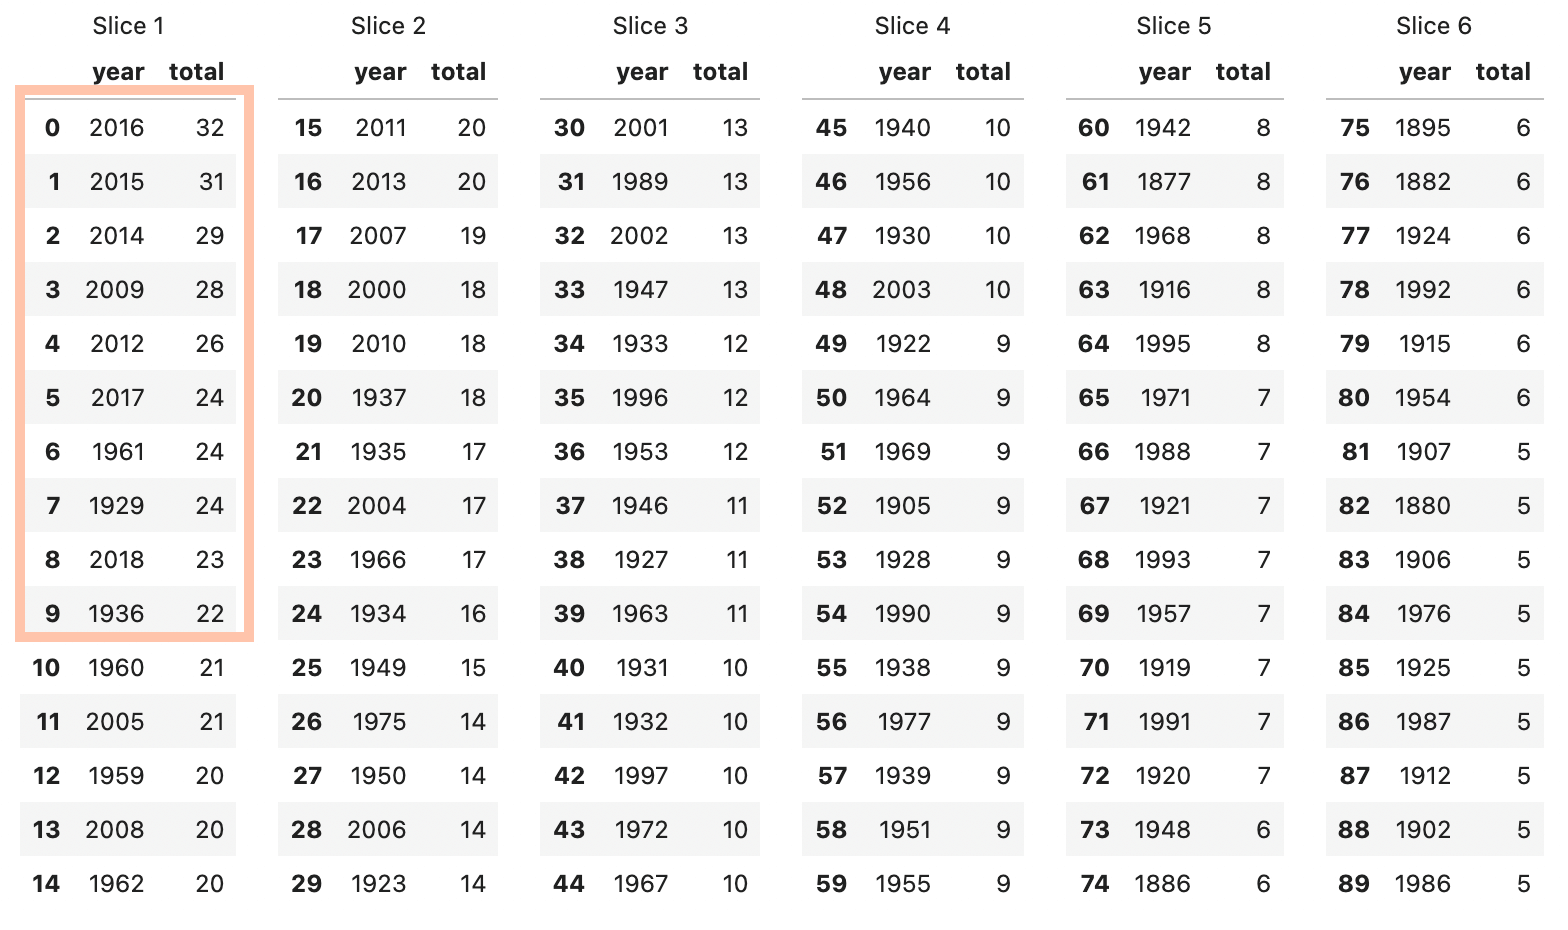 Slice 1 Slice 2 Slice 3 Slice 4 Slice 5 Slice 6
year total year total year total year total year total year total
0 2016 32 15 2011 20 30 2001 13 45 1940 10 60 1942 8 75 1895 6
1 2015 31 16 2013 20 31 1989 13 46 1956 10 61 1877 8 76 1882 6
2 2014 29 17 2007 19 32 2002 13 47 1930 10 62 1968 8 77 1924 6
3 2009 28 18 2000 18 33 1947 13 48 2003 10 63 1916 8 78 1992 6
4 2012 26 19 2010 18 34 1933 12 49 1922 9 64 1995 8 79 1915 6
5 2017 24 20 1937 18 35 1996 12 50 1964 9 65 1971 7 80 1954 6
6 1961 24 21 1935 17 36 1953 12 51 1969 9 66 1988 7 81 1907 5
7 1929 24 22 2004 17 37 1946 11 52 1905 9 67 1921 7 82 1880 5
8 2018 23 23 1966 17 38 1927 11 53 1928 9 68 1993 7 83 1906 5
9 1936 22 24 1934 16 39 1963 11 54 1990 9 69 1957 7 84 1976 5
10 1960 21 25 1949 15 40 1931 10 55 1938 9 70 1919 7 85 1925 5
11 2005 21 26 1975 14 41 1932 10 56 1977 9 71 1991 7 86 1987 5
12 1959 20 27 1950 14 42 1997 10 57 1939 9 72 1920 7 87 1912 5
13 2008 20 28 2006 14 43 1972 10 58 1951 9 73 1948 6 88 1902 5
14 1962 20 29 1923 14 44 1967 10 59 1955 9 74 1886 6 89 1986 5